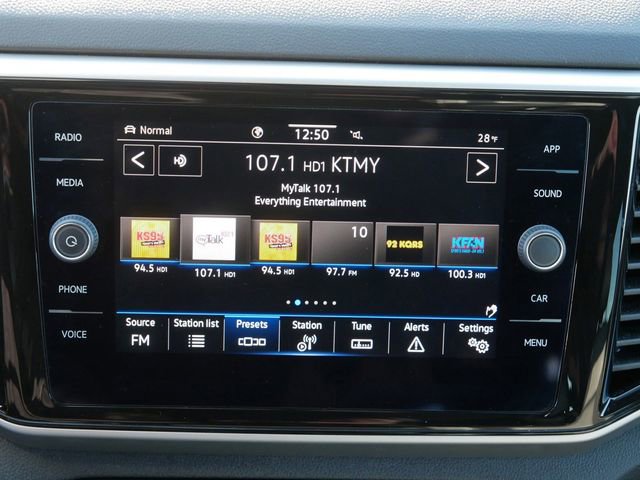 RADIO
MEDIA
PHONE
VOICE
Normal
12:50
28°F
107.1 HD1 KTMY
MyTalk 107.1
Everything Entertainment
KS95
myTalk
107.1
KS95
10
92 KQRS
KFAN
94.5 HD1
107.1 HD1
94.5 HD1
97.7 FM
92.5 HD
100.3 HD1
Source
FM
Station list
Presets
Station
Tune
Alerts
Settings
APP
SOUND
CAR
MENU